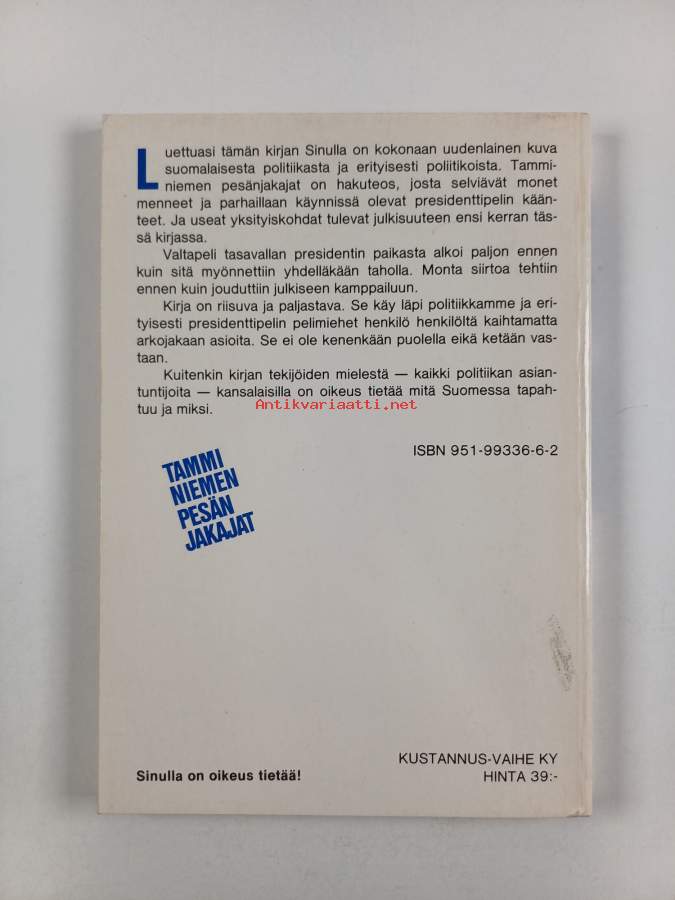 Luettuasi tämän kirjan Sinulla on kokonaan uudenlainen kuva
suomalaisesta politiikasta ja erityisesti poliitikoista. Tammi-
niemen pesänjakajat on hakuteos, josta selviävät monet
menneet ja parhaillaan käynnissä olevat presidenttipelin kään-
teet. Ja useat yksityiskohdat tulevat julkisuuteen ensi kerran täs-
sä kirjassa.
Valtapeli tasavallan presidentin paikasta alkoi paljon ennen
kuin sitä myönnettiin yhdelläkään taholla. Monta siirtoa tehtiin
ennen kuin jouduttiin julkiseen kamppailuun.
Kirja on riisuva ja paljastava. Se käy läpi politiikkamme ja eri-
tyisesti presidenttipelin pelimiehet henkilö henkilöltä kaihtamatta
arkojakaan asioita. Se ei ole kenenkään puolella eikä ketään vas-
taan.
Kuitenkin kirjan tekijöiden mielestä — kaikki politiikan asian-
tuntijoita — kansalaisilla on oikeus tietää mitä Suomessa tapah-
tuu ja miksi.
Antikvariaatti.net
ISBN 951-99336-6-2
TAMMI
NIEMEN
PESÄN
JAKAJAT
KUSTANNUS-VAIHE KY
Sinulla on oikeus tietää! HINTA 39:-